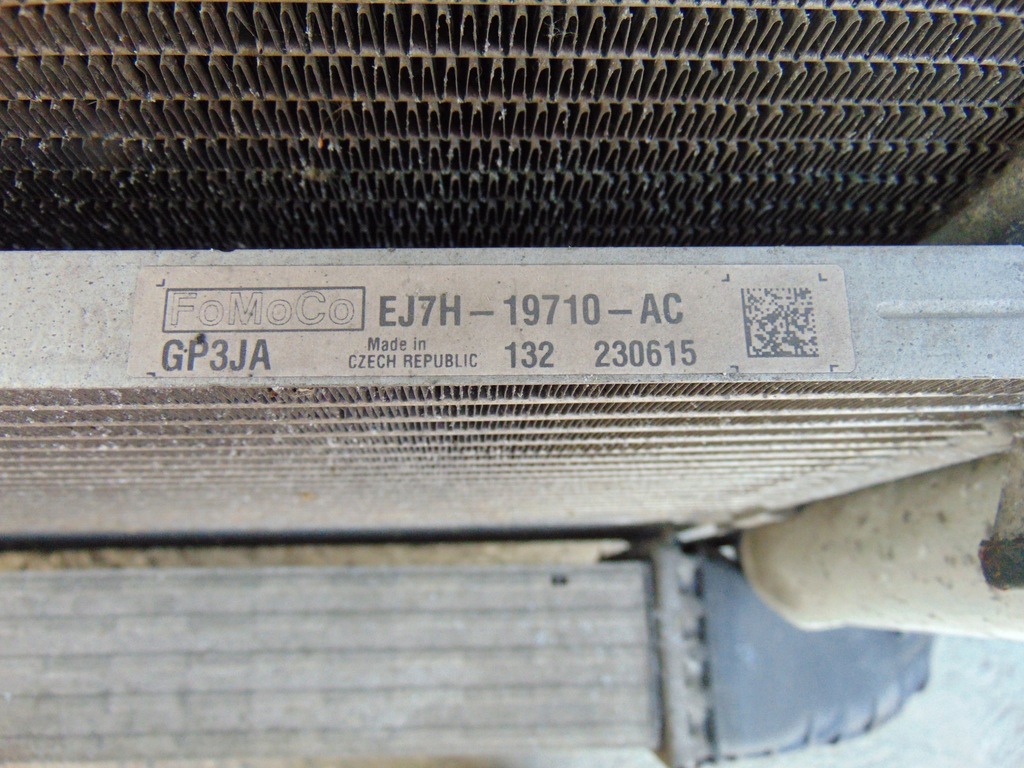 FoMoCo EJ7H-19710-AC
GP3JA Made in CZECH REPUBLIC 132 230615